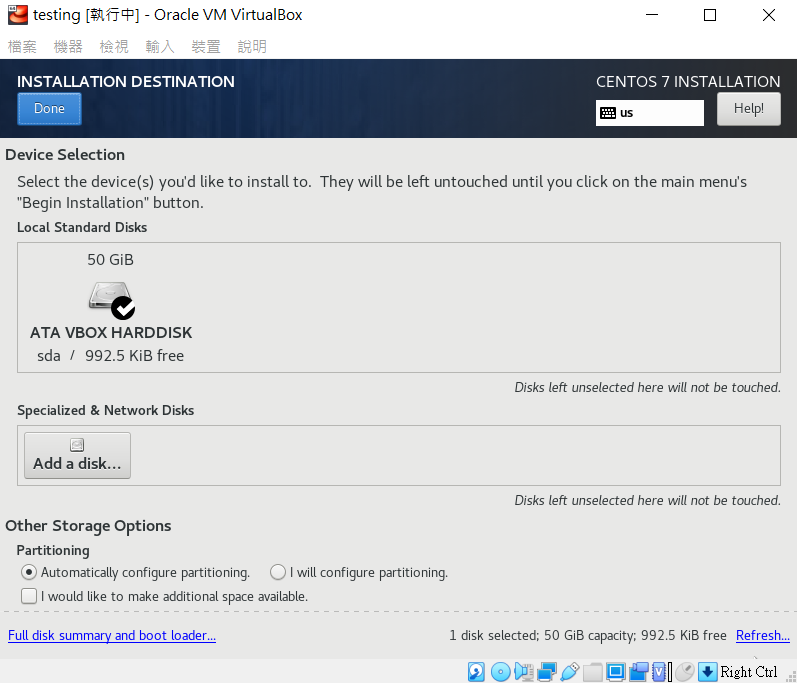 testing [執行中] - Oracle VM VirtualBox
檔案 機器 檢視 輸入 裝置 說明
INSTALLATION DESTINATION
CENTOS 7 INSTALLATION
Done
us
Help!
Device Selection
Select the device(s) you'd like to install to.  They will be left untouched until you click on the main menu's
"Begin Installation" button.
Local Standard Disks
50 GiB
ATA VBOX HARDDISK
sda / 992.5 KiB free
Disks left unselected here will not be touched.
Specialized & Network Disks
Add a disk...
Disks left unselected here will not be touched.
Other Storage Options
Partitioning
Automatically configure partitioning. I will configure partitioning.
I would like to make additional space available.
Full disk summary and boot loader...
1 disk selected; 50 GiB capacity; 992.5 KiB free Refresh...
Right Ctrl